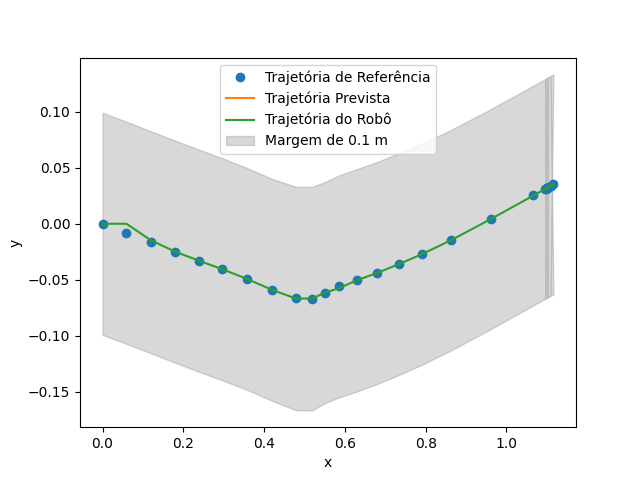 Trajetória de Referência
Trajetória Prevista
Trajetória do Robô
Margem de 0.1 m
0.10
0.05
0.00
−0.05
−0.10
−0.15
y
0.0 0.2 0.4 0.6 0.8 1.0
x